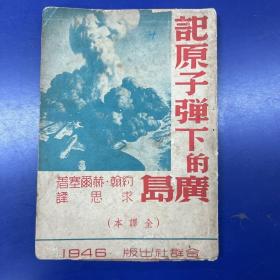 記原子彈下的廣島
約翰·赫爾塞著
求思譯
(全譯本)
合群社出版·1946